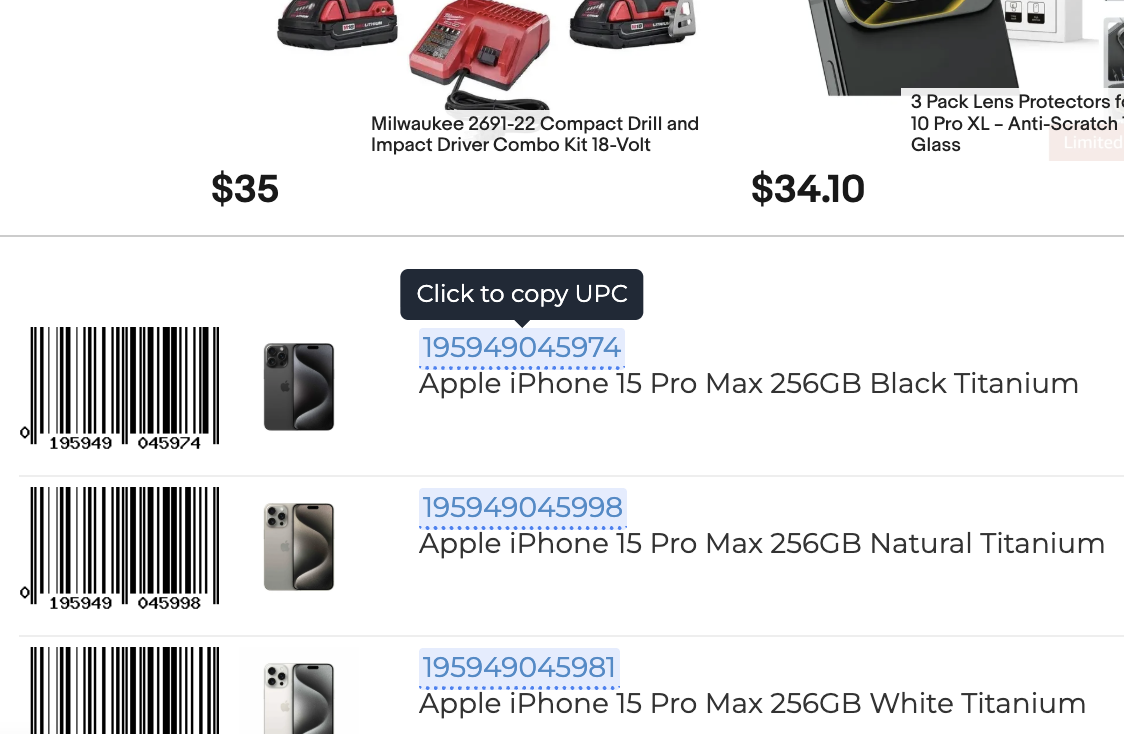 Milwaukee 2691-22 Compact Drill and
Impact Driver Combo Kit 18-Volt
$35
3 Pack Lens Protectors
10 Pro XL – Anti-Scratch
Glass
Limited
$34.10
Click to copy UPC
195949045974
Apple iPhone 15 Pro Max 256GB Black Titanium
0 195949 045974
195949045998
Apple iPhone 15 Pro Max 256GB Natural Titanium
0 195949 045998
195949045981
Apple iPhone 15 Pro Max 256GB White Titanium